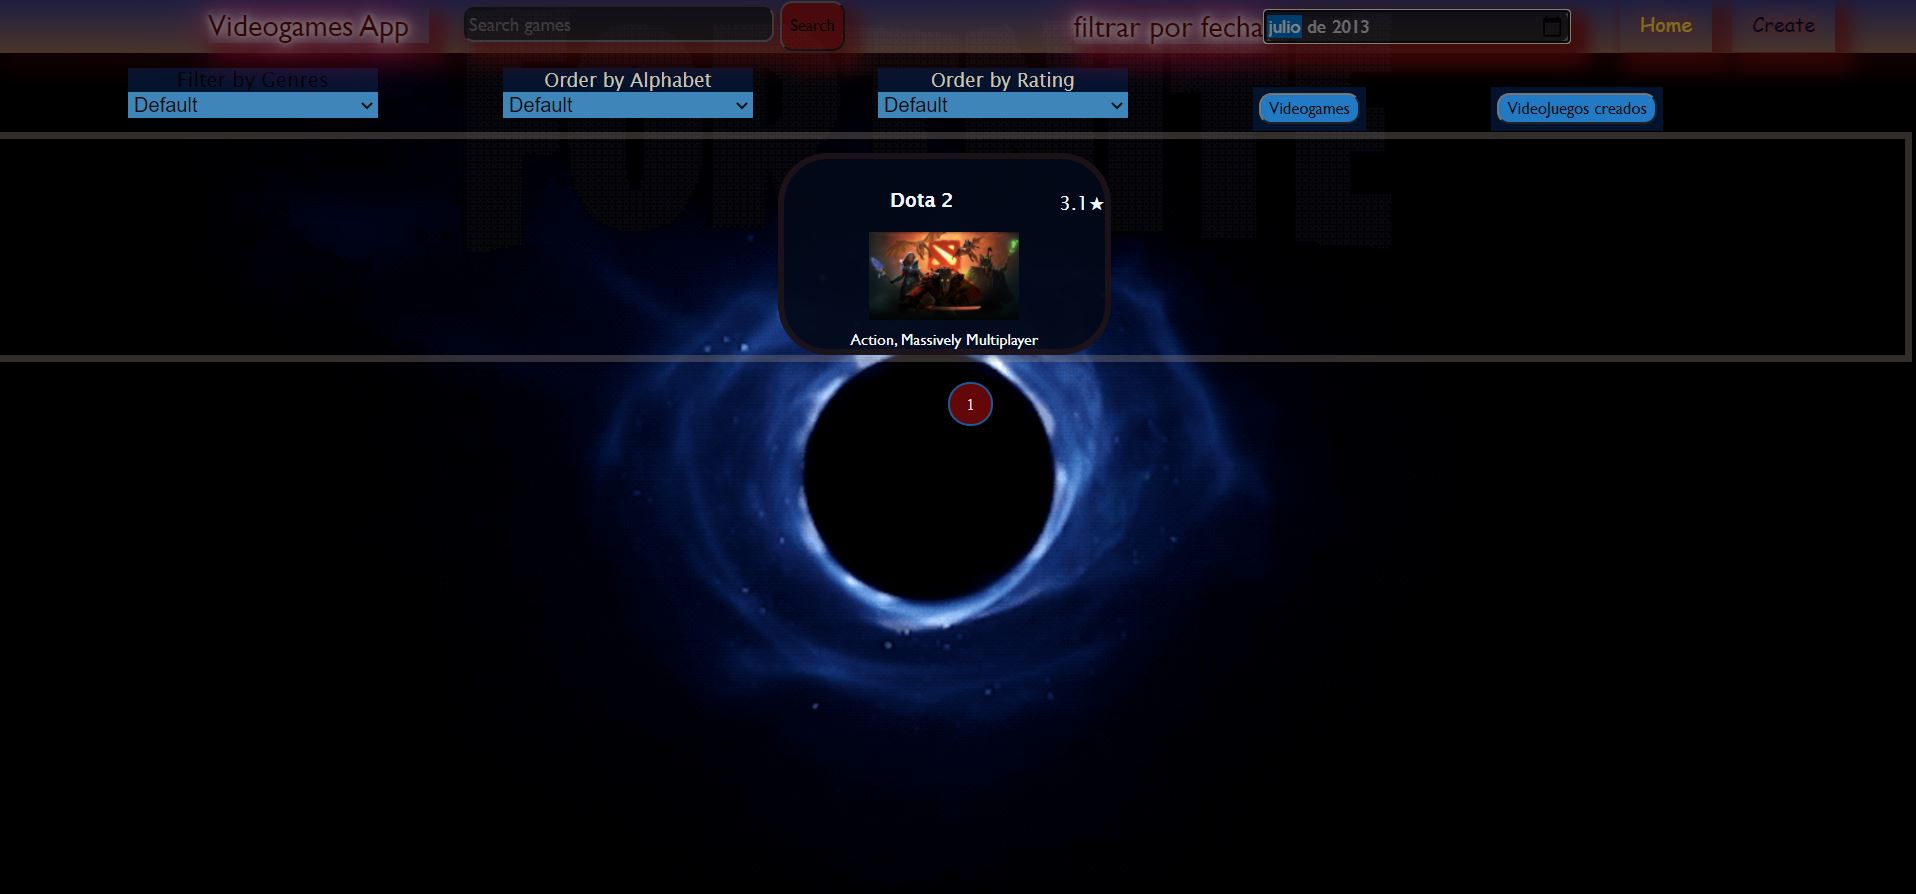 Videogames App
Search games
Search
filtrar por fecha
julio de 2013
Home
Create
Filter by Genres
Default
Order by Alphabet
Default
Order by Rating
Default
Videogames
VideoJuegos creados
FORTNITE
Dota 2
3.1★
Action, Massively Multiplayer
1